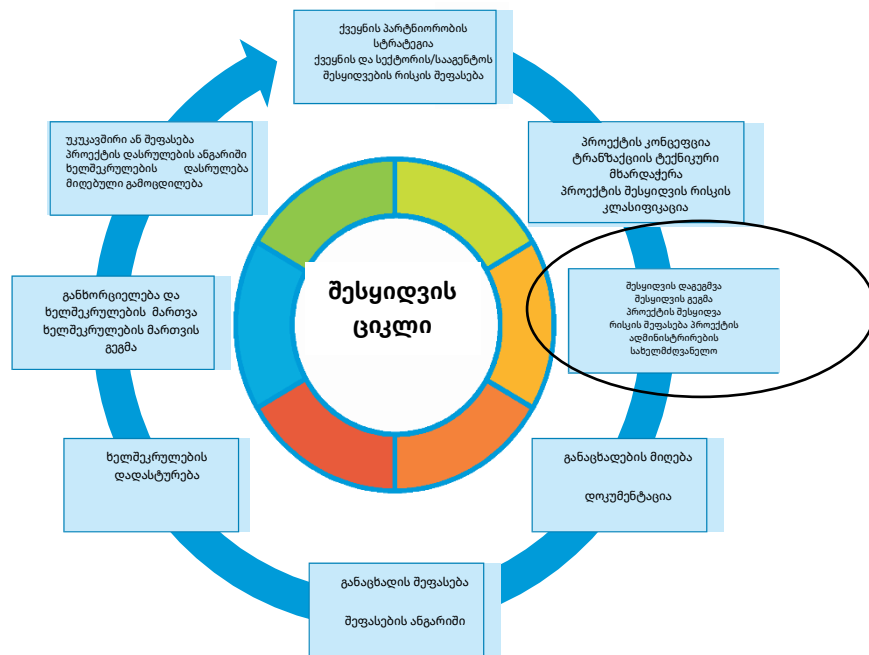 ქვეყნის პარტნიორობის
სტრატეგია
ქვეყნის და სექტორის/სააგენტოს
შესყიდვების რისკის შეფასება
პროექტის კონცეფცია
ტრანზაქციის ტექნიკური
მხარდაჭერა
პროექტის შესყიდვის რისკის
კლასიფიკაცია
შესყიდვის დაგეგმვა
შესყიდვის გეგმა
პროექტის შესყიდვა
რისკის შეფასება პროექტის
ადმინისტრირების
სახელმძღვანელო
განაცხადების მიღება
დოკუმენტაცია
განაცხადის შეფასება
შეფასების ანგარიში
ხელშეკრულების
დადასტურება
განხორციელება და
ხელშეკრულების მართვა
ხელშეკრულების მართვის
გეგმა
უკუკავშირი ან შეფასება
პროექტის დასრულების ანგარიში
ხელშეკრულების დასრულება
მიღებული გამოცდილება
შესყიდვის
ციკლი